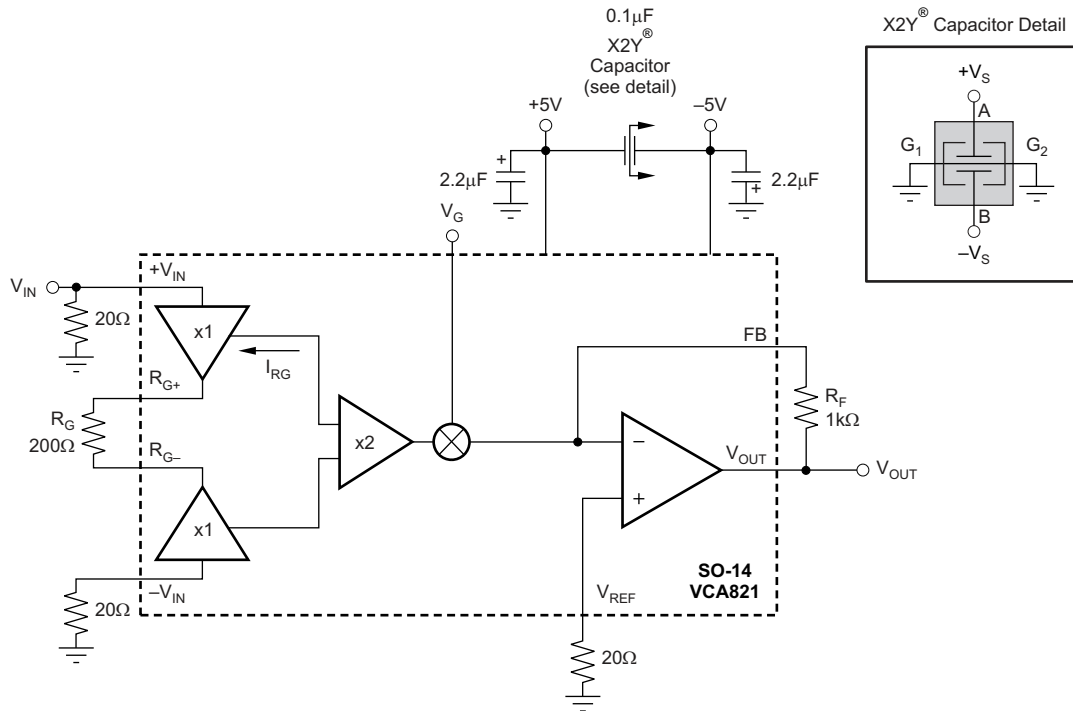 0.1μF
X2Y®
Capacitor
(see detail)
X2Y® Capacitor Detail
+VS
A
G1
G2
B
–VS
+5V
–5V
+
2.2μF
+
2.2μF
VG
+VIN
VIN
20Ω
x1
IRG
RG+
RG
200Ω
RG–
x1
–VIN
20Ω
x2
FB
RF
1kΩ
–
+
VOUT
VOUT
VREF
20Ω
SO-14
VCA821